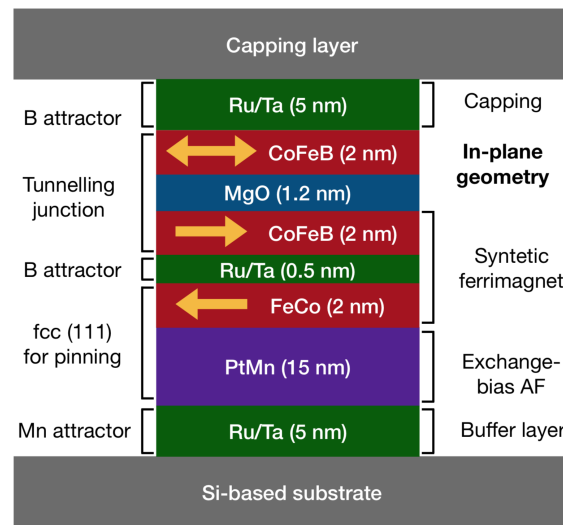 Capping layer
B attractor
Ru/Ta (5 nm)
Capping
CoFeB (2 nm)
In-plane
geometry
Tunnelling
junction
MgO (1.2 nm)
CoFeB (2 nm)
Syntetic
ferrimagnet
B attractor
Ru/Ta (0.5 nm)
FeCo (2 nm)
fcc (111)
for pinning
PtMn (15 nm)
Exchange-
bias AF
Mn attractor
Ru/Ta (5 nm)
Buffer layer
Si-based substrate